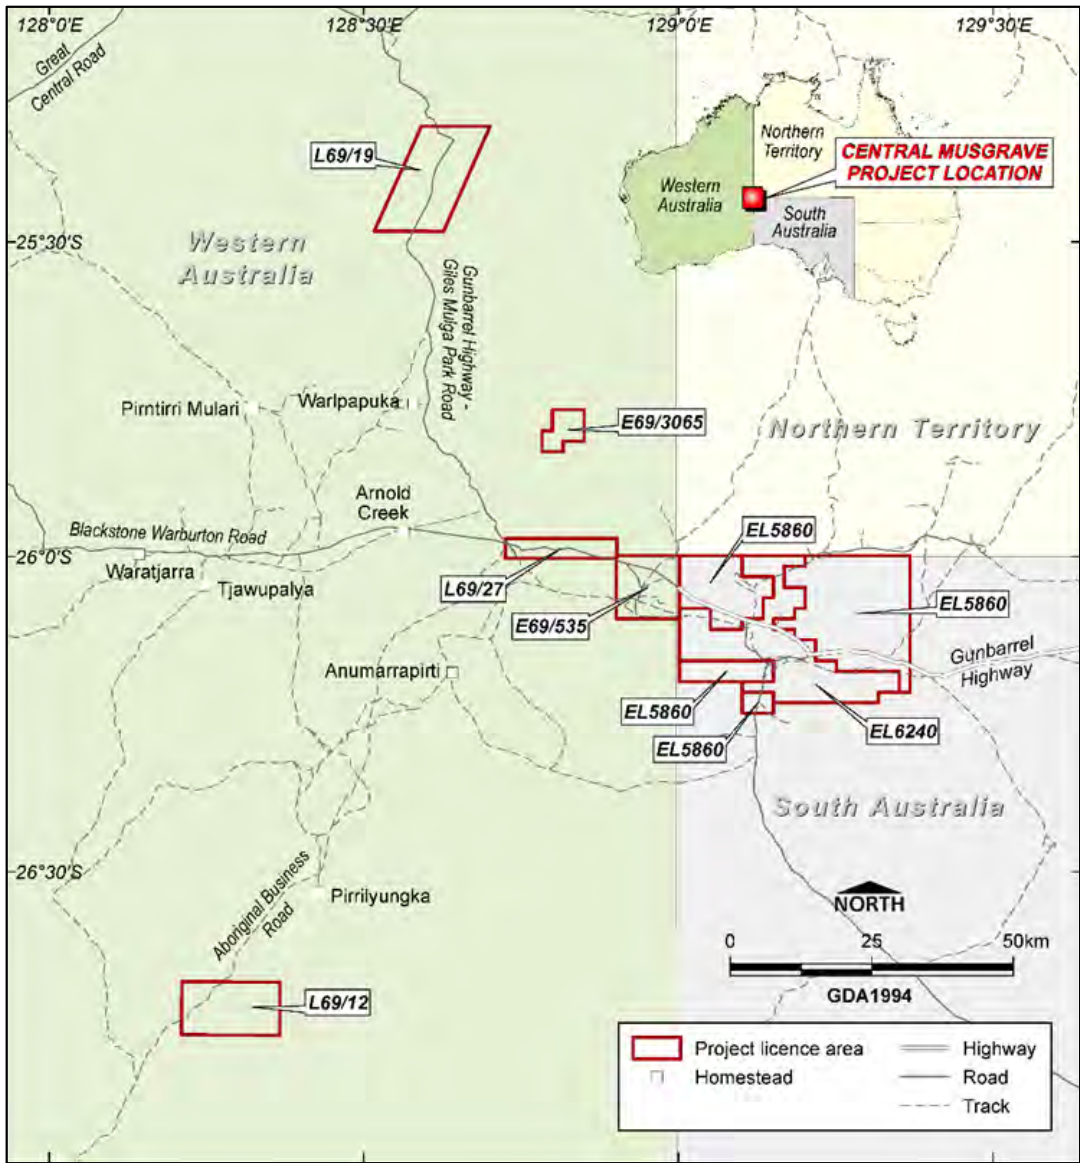 128°0'E
128°30'E
129°0'E
129°30'E
Great
Central Road
L69/19
Northern
Territory
CENTRAL MUSGRAVE
PROJECT LOCATION
Western
Australia
South
Australia
25°30'S
Western
Australia
Gunbarrel Highway -
Giles Mulga Park Road
Pirntirri Mulari
Warlpapuka
E69/3065
Northern Territory
Arnold
Creek
Blackstone Warburton Road
26°0'S
EL5860
Waratjarra
Tjawupalya
L69/27
EL5860
E69/535
Gunbarrel
Highway
Anumarrapirti
EL5860
EL6240
EL5860
South Australia
26°30'S
Aboriginal Business
Road
Pirrilyungka
NORTH
0
25
50km
GDA1994
L69/12
Project licence area
Homestead
Highway
Road
Track